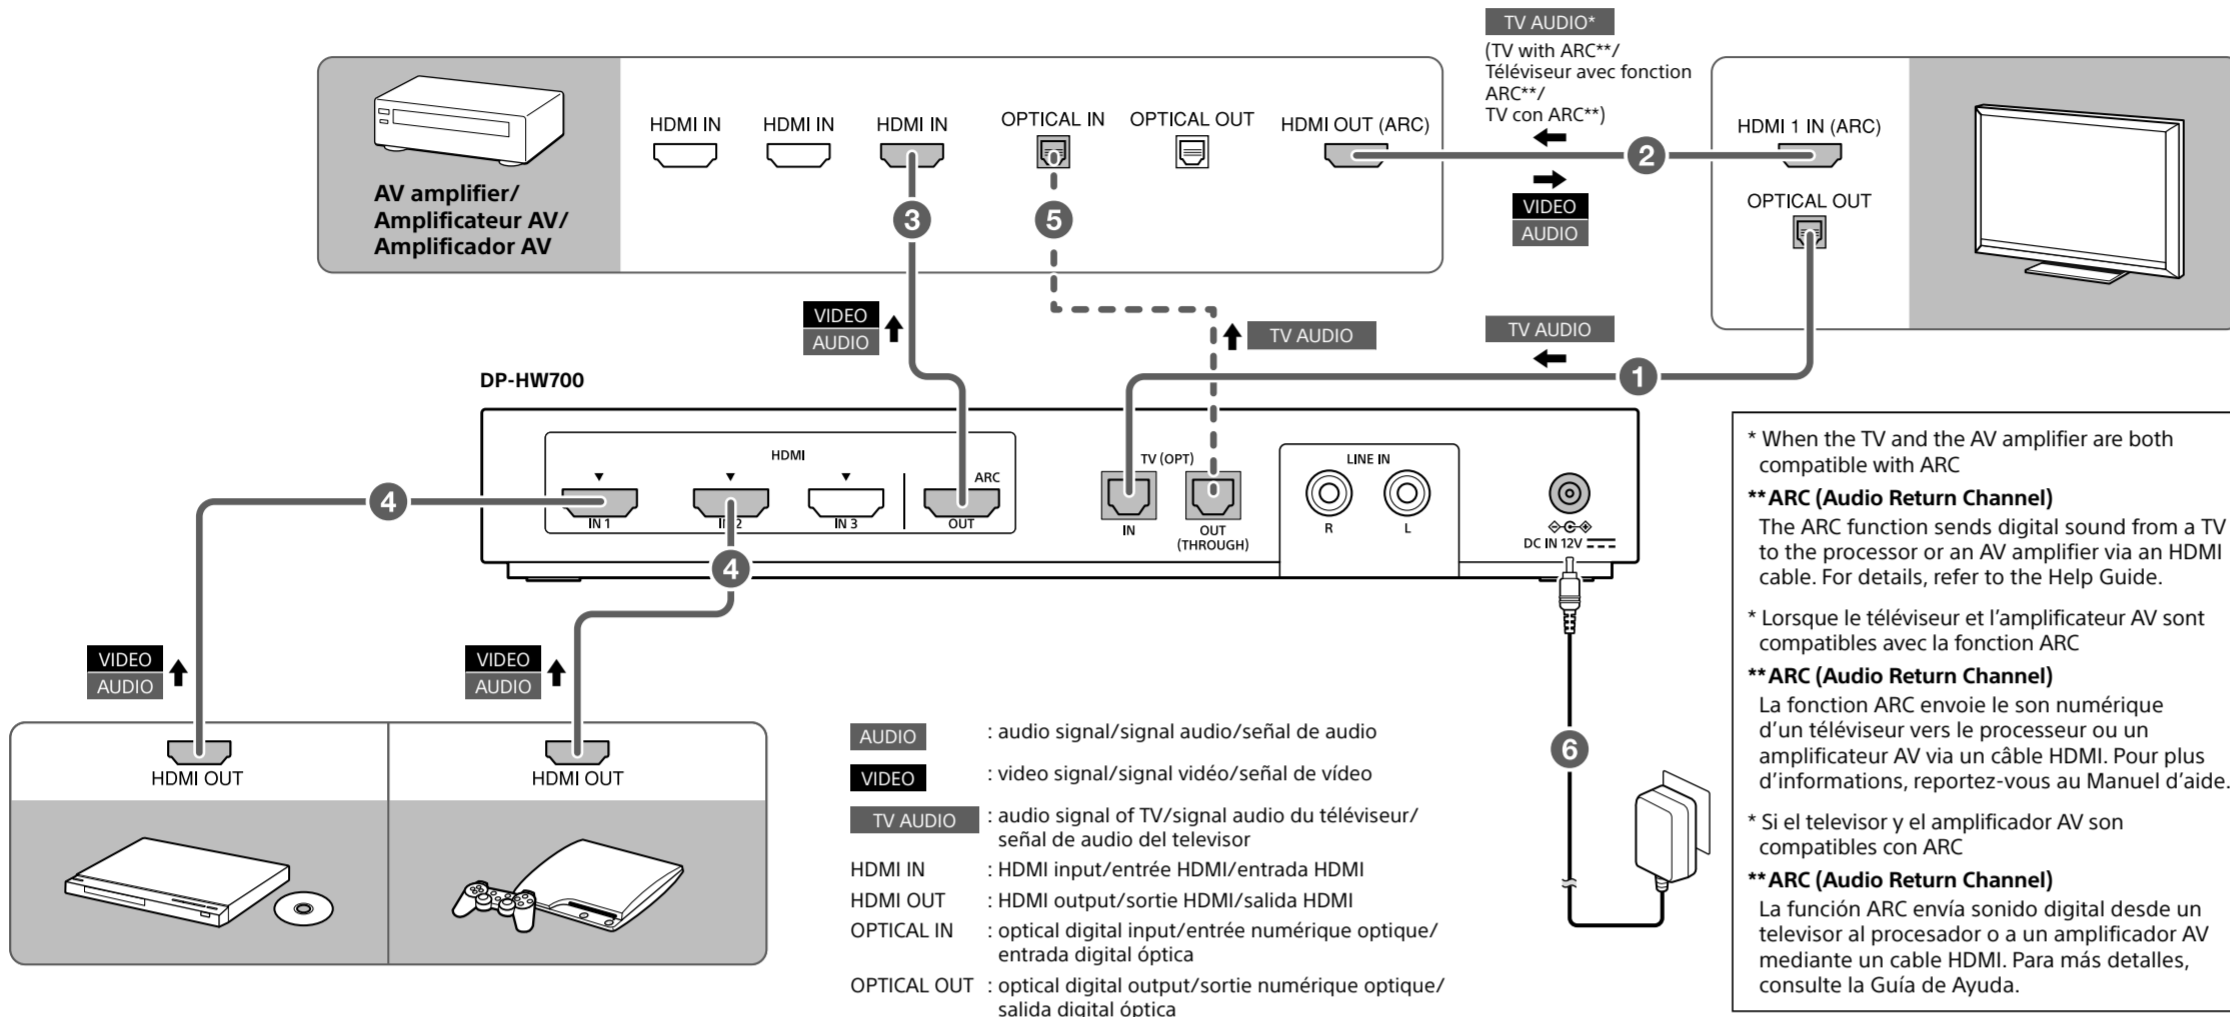 TV AUDIO*
(TV with ARC**/
Téléviseur avec fonction
ARC**/
TV con ARC**)
AV amplifier/
Amplificateur AV/
Amplificador AV
HDMI IN
HDMI IN
HDMI IN
OPTICAL IN
OPTICAL OUT
HDMI OUT (ARC)
2
HDMI 1 IN (ARC)
OPTICAL OUT
VIDEO
AUDIO
3
5
VIDEO
AUDIO
TV AUDIO
TV AUDIO
1
DP-HW700
HDMI
ARC
IN 1
IN 2
IN 3
OUT
TV (OPT)
IN
OUT
(THROUGH)
LINE IN
R
L
DC IN 12V
4
4
VIDEO
AUDIO
VIDEO
AUDIO
HDMI OUT
HDMI OUT
6
AUDIO : audio signal/signal audio/señal de audio
VIDEO : video signal/signal vidéo/señal de vídeo
TV AUDIO : audio signal of TV/signal audio du téléviseur/
señal de audio del televisor
HDMI IN : HDMI input/entrée HDMI/entrada HDMI
HDMI OUT : HDMI output/sortie HDMI/salida HDMI
OPTICAL IN : optical digital input/entrée numérique optique/
entrada digital óptica
OPTICAL OUT : optical digital output/sortie numérique optique/
salida digital óptica
* When the TV and the AV amplifier are both
compatible with ARC
**ARC (Audio Return Channel)
The ARC function sends digital sound from a TV
to the processor or an AV amplifier via an HDMI
cable. For details, refer to the Help Guide.
* Lorsque le téléviseur et l’amplificateur AV sont
compatibles avec la fonction ARC
**ARC (Audio Return Channel)
La fonction ARC envoie le son numérique
d’un téléviseur vers le processeur ou un
amplificateur AV via un câble HDMI. Pour plus
d’informations, reportez-vous au Manuel d’aide.
* Si el televisor y el amplificador AV son
compatibles con ARC
**ARC (Audio Return Channel)
La función ARC envía sonido digital desde un
televisor al procesador o a un amplificador AV
mediante un cable HDMI. Para más detalles,
consulte la Guía de Ayuda.